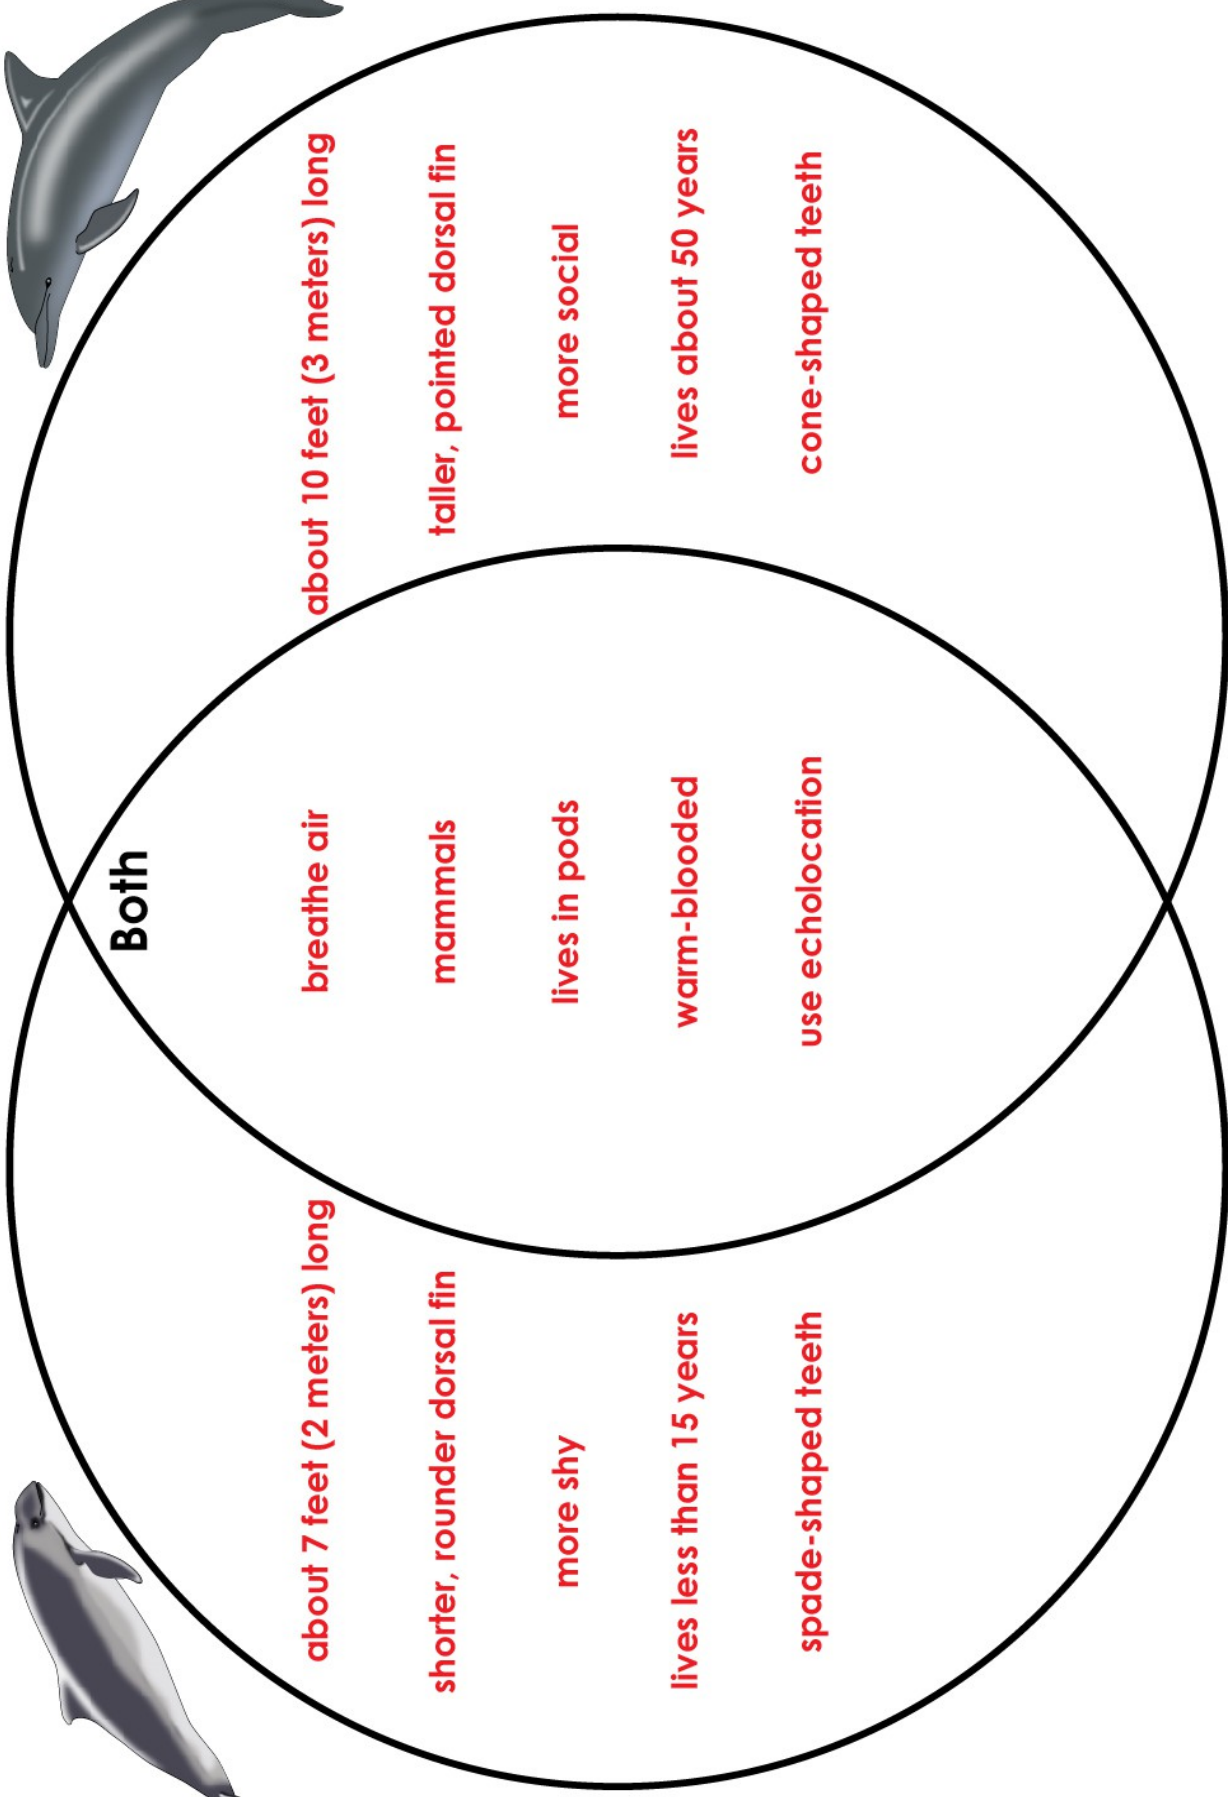 Both
about 7 feet (2 meters) long
shorter, rounder dorsal fin
more shy
lives less than 15 years
spade-shaped teeth
breathe air
mammals
lives in pods
warm-blooded
use echolocation
about 10 feet (3 meters) long
taller, pointed dorsal fin
more social
lives about 50 years
cone-shaped teeth